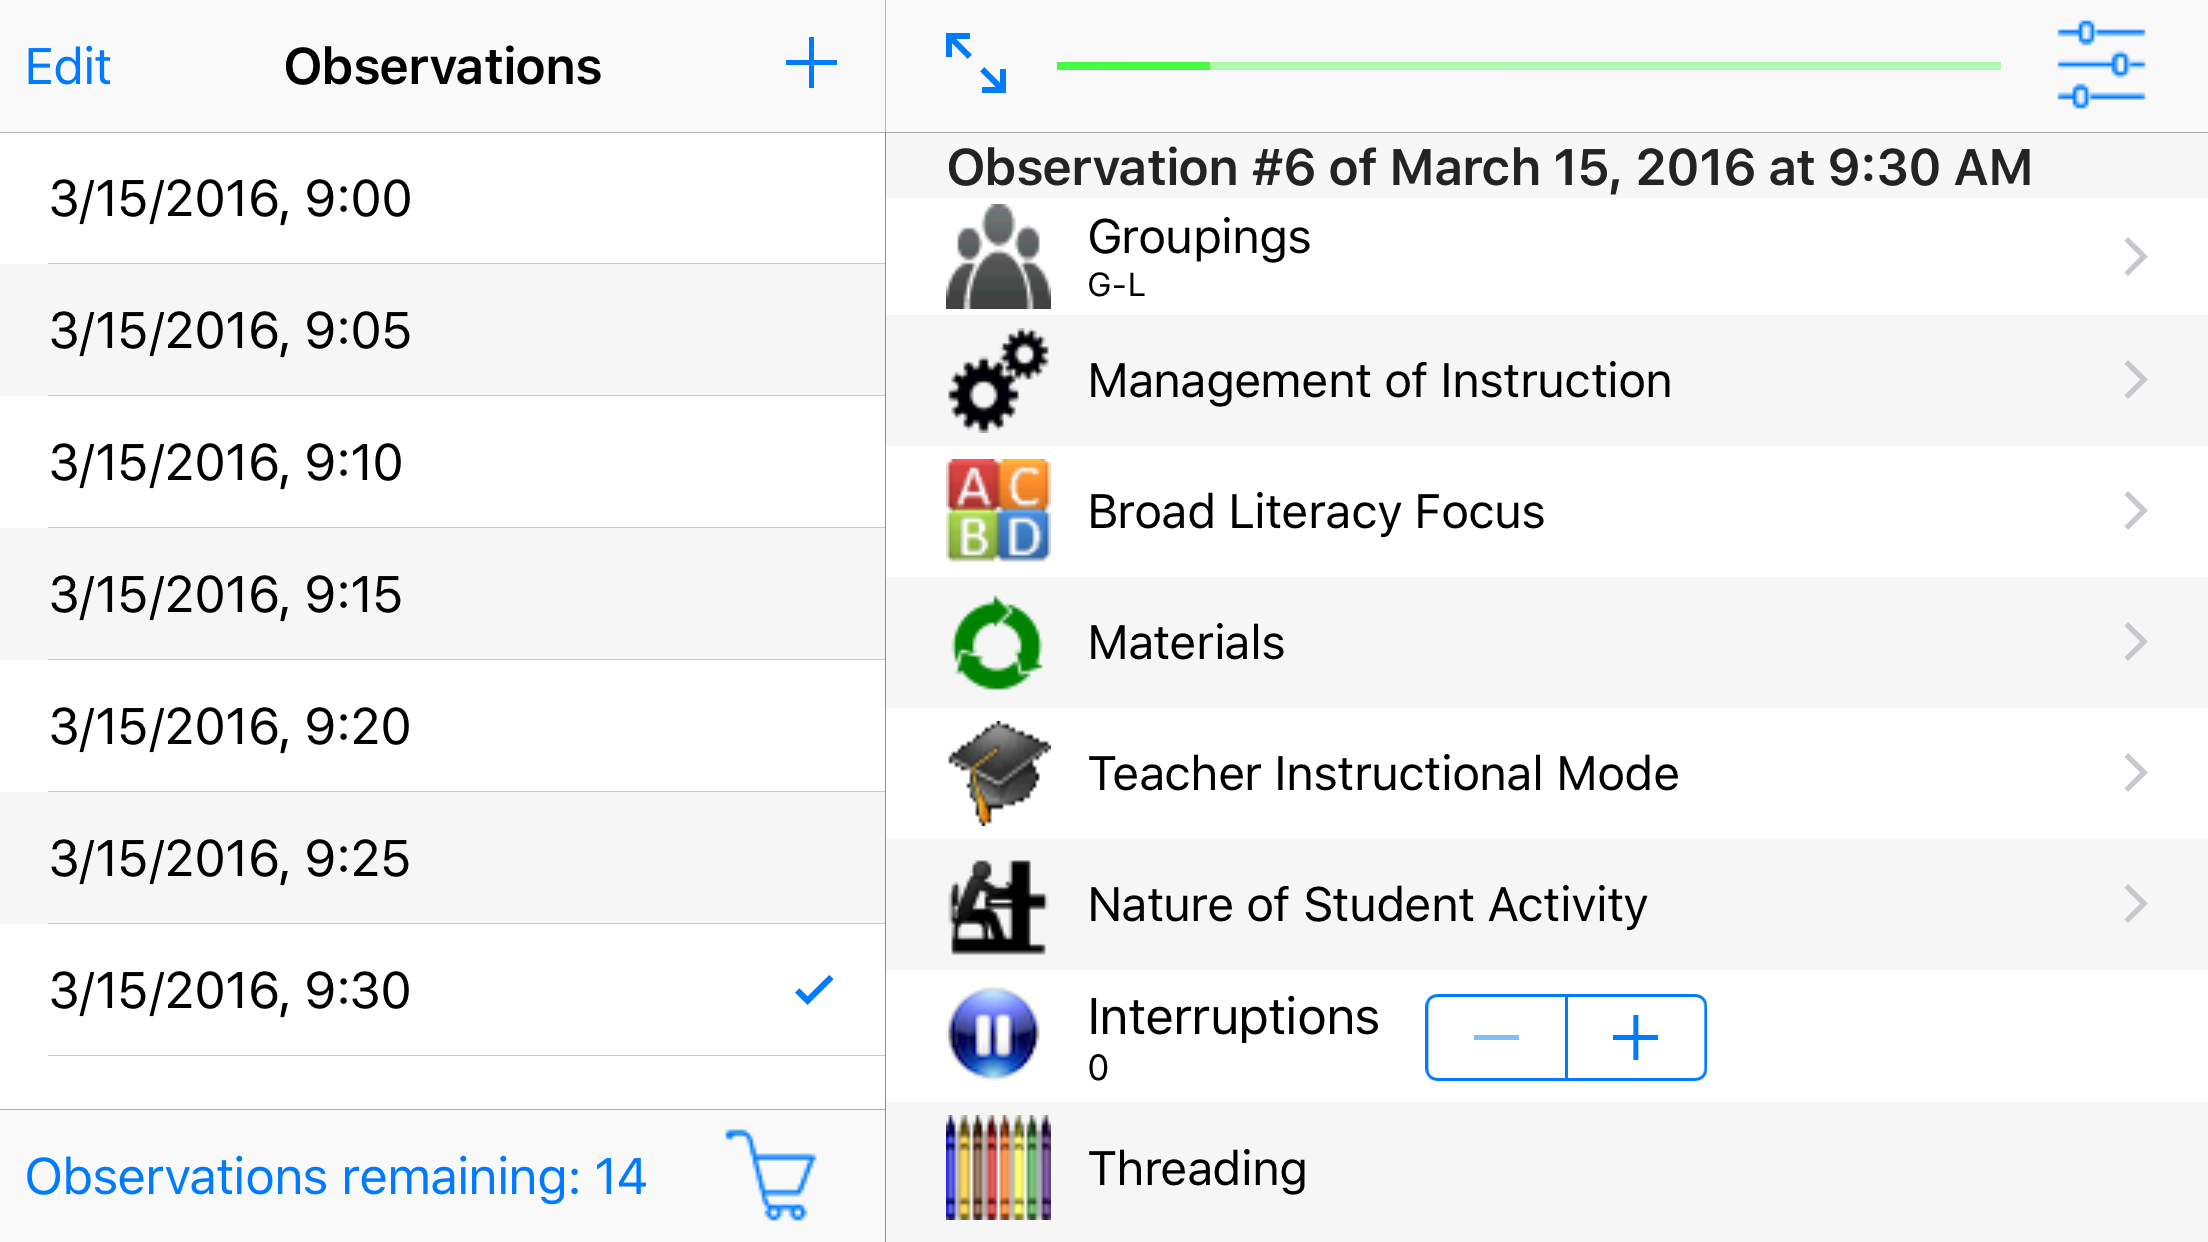 Edit
Observations
3/15/2016, 9:00
3/15/2016, 9:05
3/15/2016, 9:10
3/15/2016, 9:15
3/15/2016, 9:20
3/15/2016, 9:25
3/15/2016, 9:30
Observations remaining: 14
Observation #6 of March 15, 2016 at 9:30 AM
Groupings
G-L
Management of Instruction
A C
B D
Broad Literacy Focus
Materials
Teacher Instructional Mode
Nature of Student Activity
Interruptions
0
Threading